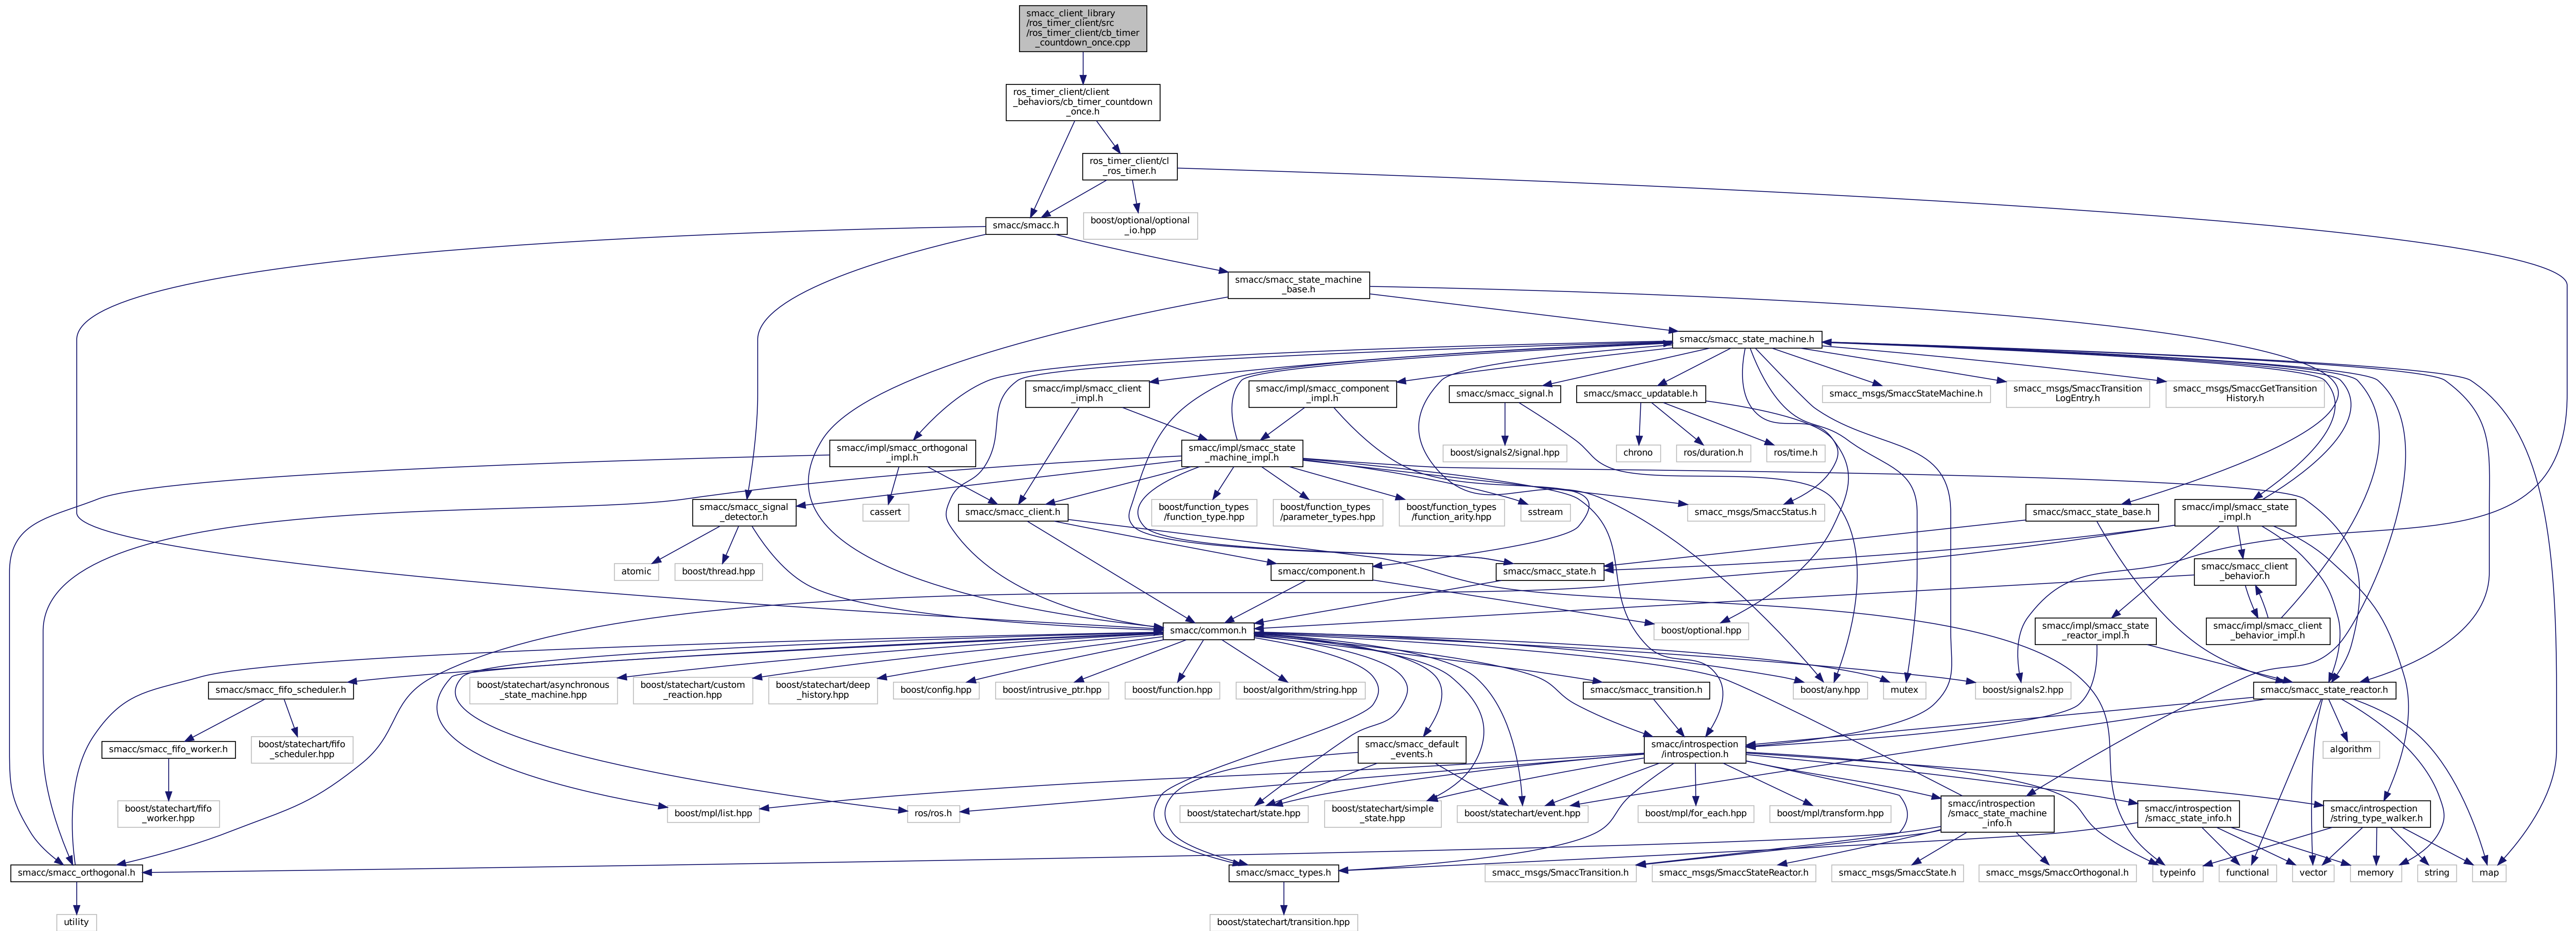 smacc_client_library
/ros_timer_client/src
/ros_timer_client/cb_timer
_countdown_once.cpp
ros_timer_client/client
_behaviors/cb_timer_countdown
_once.h
ros_timer_client/cl
_ros_timer.h
smacc/smacc.h
boost/optional/optional
_io.hpp
smacc/smacc_state_machine
_base.h
smacc/smacc_state_machine.h
smacc/impl/smacc_client
_impl.h
smacc/impl/smacc_component
_impl.h
smacc/smacc_signal.h
smacc/smacc_updatable.h
smacc_msgs/SmaccStateMachine.h
smacc_msgs/SmaccTransition
LogEntry.h
smacc_msgs/SmaccGetTransition
History.h
smacc/impl/smacc_orthogonal
_impl.h
smacc/impl/smacc_state
_machine_impl.h
boost/signals2/signal.hpp
chrono
ros/duration.h
ros/time.h
smacc/smacc_signal
_detector.h
cassert
smacc/smacc_client.h
boost/function_types
/function_type.hpp
boost/function_types
/parameter_types.hpp
boost/function_types
/function_arity.hpp
sstream
smacc_msgs/SmaccStatus.h
smacc/smacc_state_base.h
smacc/impl/smacc_state
_impl.h
atomic
boost/thread.hpp
smacc/component.h
smacc/smacc_state.h
smacc/smacc_client
_behavior.h
smacc/common.h
boost/optional.hpp
smacc/impl/smacc_state
_reactor_impl.h
smacc/impl/smacc_client
_behavior_impl.h
smacc/smacc_fifo_scheduler.h
boost/statechart/asynchronous
_state_machine.hpp
boost/statechart/custom
_reaction.hpp
boost/statechart/deep
_history.hpp
boost/config.hpp
boost/intrusive_ptr.hpp
boost/function.hpp
boost/algorithm/string.hpp
smacc/smacc_transition.h
boost/any.hpp
mutex
boost/signals2.hpp
smacc/smacc_state_reactor.h
smacc/smacc_fifo_worker.h
boost/statechart/fifo
_scheduler.hpp
smacc/smacc_default
_events.h
smacc/introspection
/introspection.h
algorithm
boost/statechart/fifo
_worker.hpp
boost/mpl/list.hpp
ros/ros.h
boost/statechart/state.hpp
boost/statechart/simple
_state.hpp
boost/statechart/event.hpp
boost/mpl/for_each.hpp
boost/mpl/transform.hpp
smacc/introspection
/smacc_state_machine
_info.h
smacc/introspection
/smacc_state_info.h
smacc/introspection
/string_type_walker.h
smacc/smacc_orthogonal.h
smacc/smacc_types.h
smacc_msgs/SmaccTransition.h
smacc_msgs/SmaccStateReactor.h
smacc_msgs/SmaccState.h
smacc_msgs/SmaccOrthogonal.h
typeinfo
functional
vector
memory
string
map
utility
boost/statechart/transition.hpp